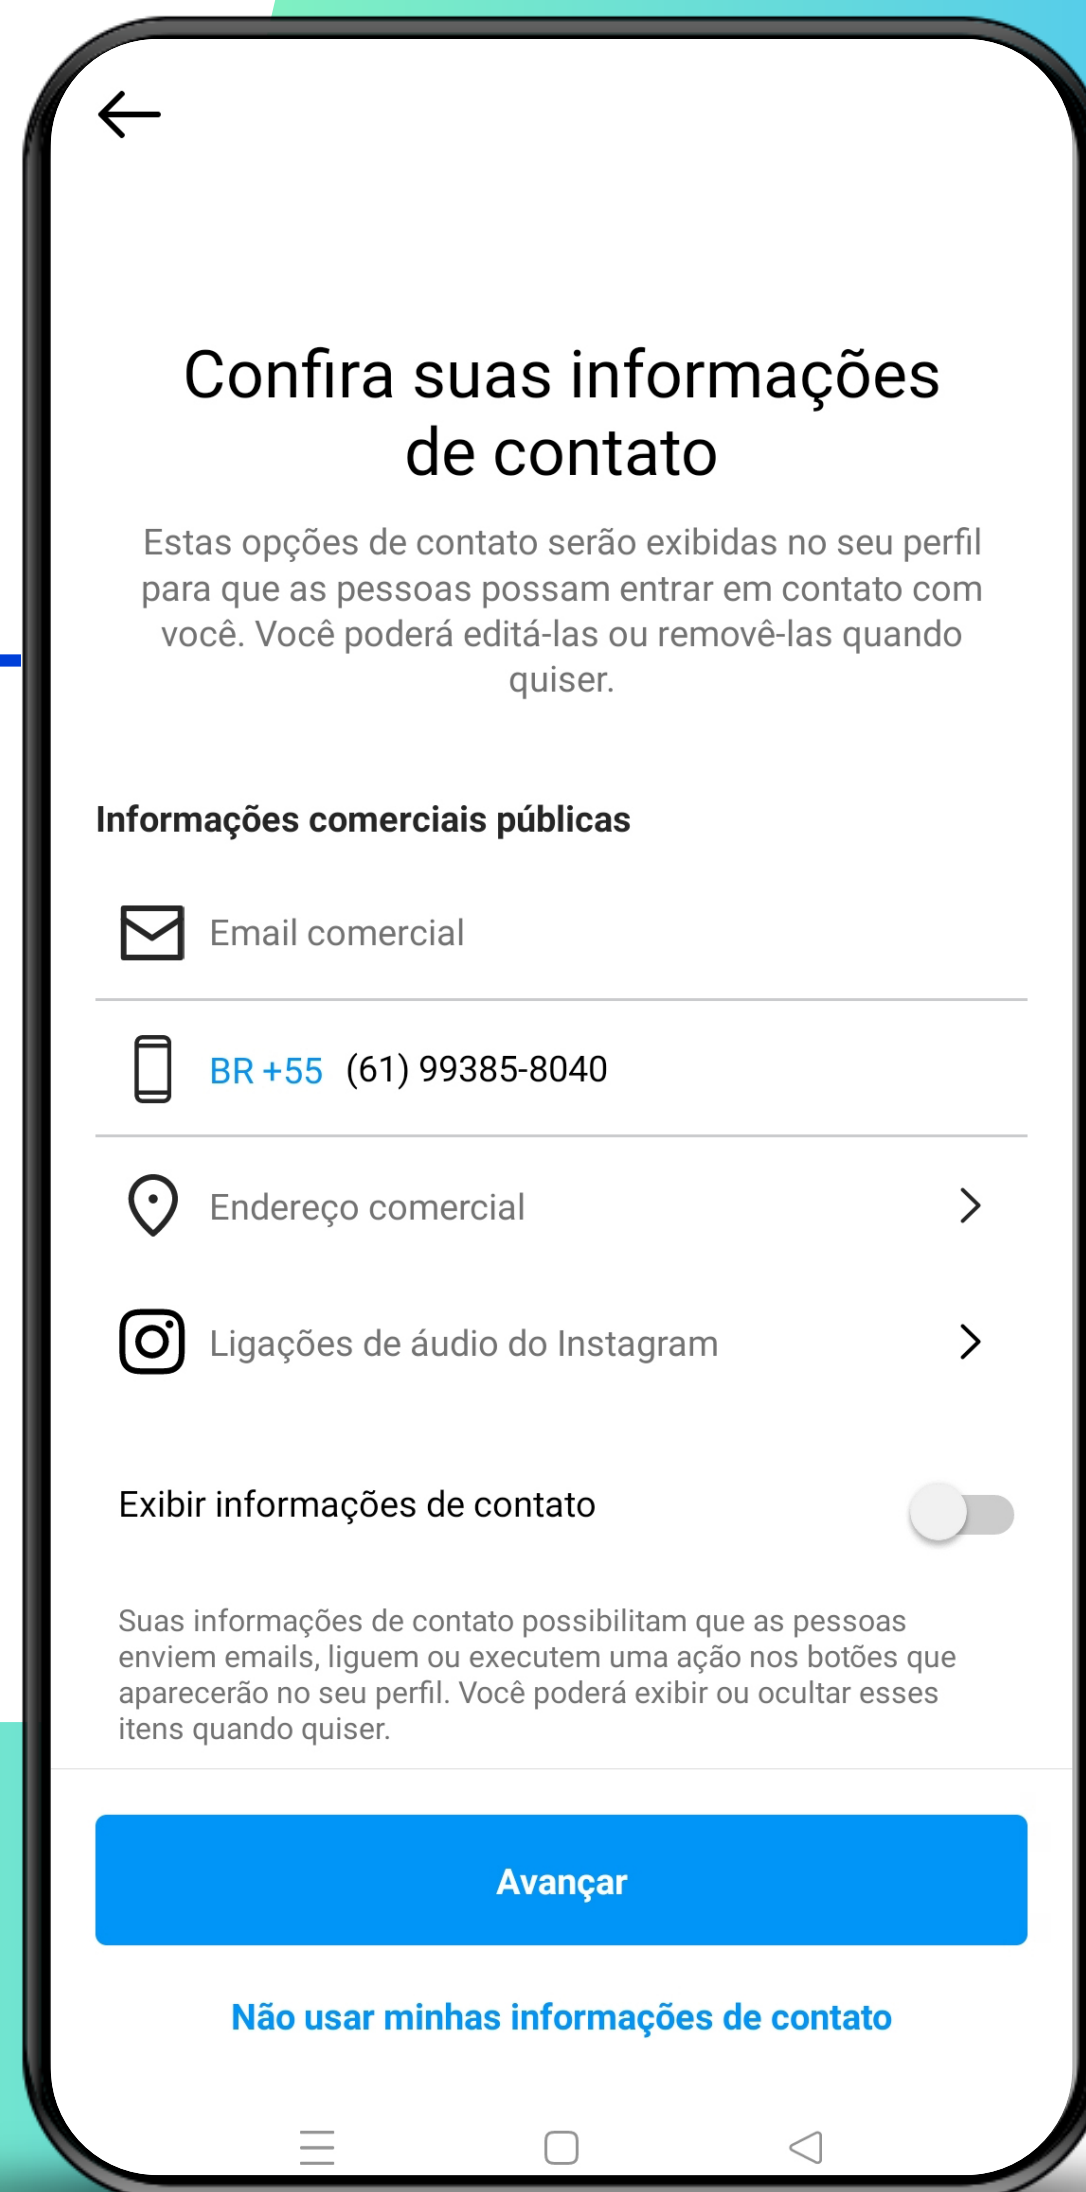 Confira suas informações
de contato
Estas opções de contato serão exibidas no seu perfil
para que as pessoas possam entrar em contato com
você. Você poderá editá-las ou removê-las quando
quiser.
Informações comerciais públicas
Email comercial
BR +55 (61) 99385-8040
Endereço comercial
Ligações de áudio do Instagram
Exibir informações de contato
Suas informações de contato possibilitam que as pessoas
enviem emails, liguem ou executem uma ação nos botões que
aparecerão no seu perfil. Você poderá exibir ou ocultar esses
itens quando quiser.
Avançar
Não usar minhas informações de contato